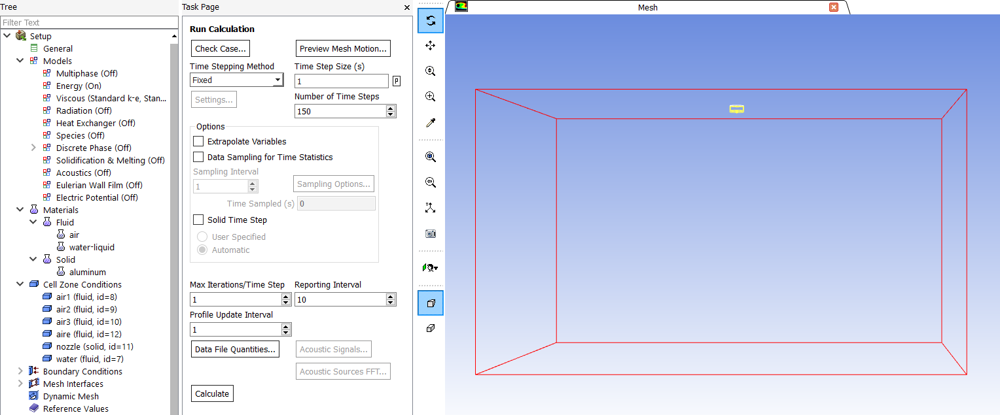 Tree
Filter Text
Setup
General
Models
Multiphase (Off)
Energy (On)
Viscous (Standard k-e, Stan...
Radiation (Off)
Heat Exchanger (Off)
Species (Off)
Discrete Phase (Off)
Solidification & Melting (Off)
Acoustics (Off)
Eulerian Wall Film (Off)
Electric Potential (Off)
Materials
Fluid
air
water-liquid
Solid
aluminum
Cell Zone Conditions
air1 (fluid, id=8)
air2 (fluid, id=9)
air3 (fluid, id=10)
aire (fluid, id=12)
nozzle (solid, id=11)
water (fluid, id=7)
Boundary Conditions
Mesh Interfaces
Dynamic Mesh
Reference Values
Task Page
Run Calculation
Check Case... Preview Mesh Motion...
Time Stepping Method Time Step Size (s)
Fixed 1 P
Settings... Number of Time Steps
150
Options
Extrapolate Variables
Data Sampling for Time Statistics
Sampling Interval
1 Sampling Options...
Time Sampled (s) 0
Solid Time Step
User Specified
Automatic
Max Iterations/Time Step Reporting Interval
1 10
Profile Update Interval
1
Data File Quantities... Acoustic Signals...
Acoustic Sources FFT...
Calculate
Mesh